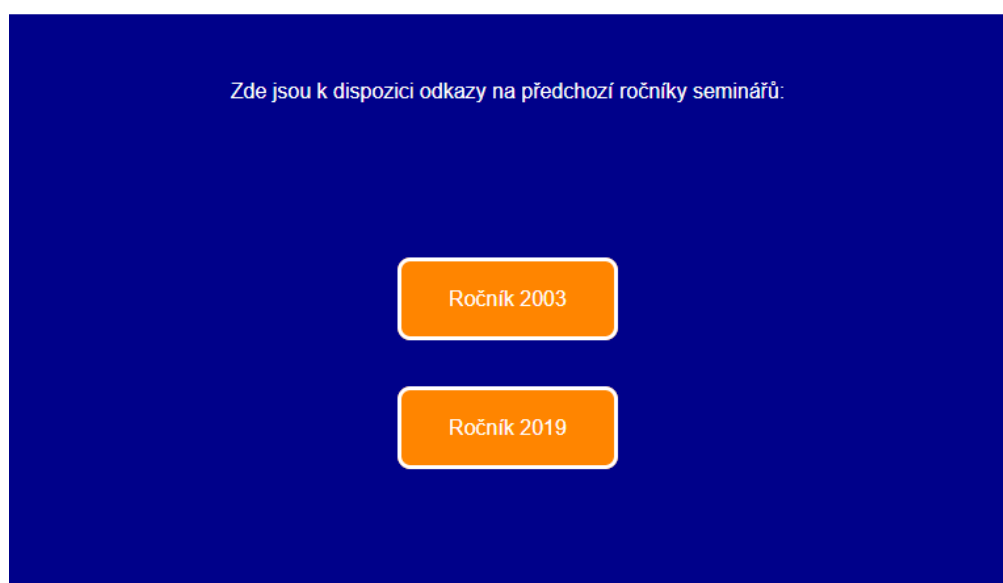 Zde jsou k dispozici odkazy na předchozí ročníky seminářů:
Ročník 2003
Ročník 2019